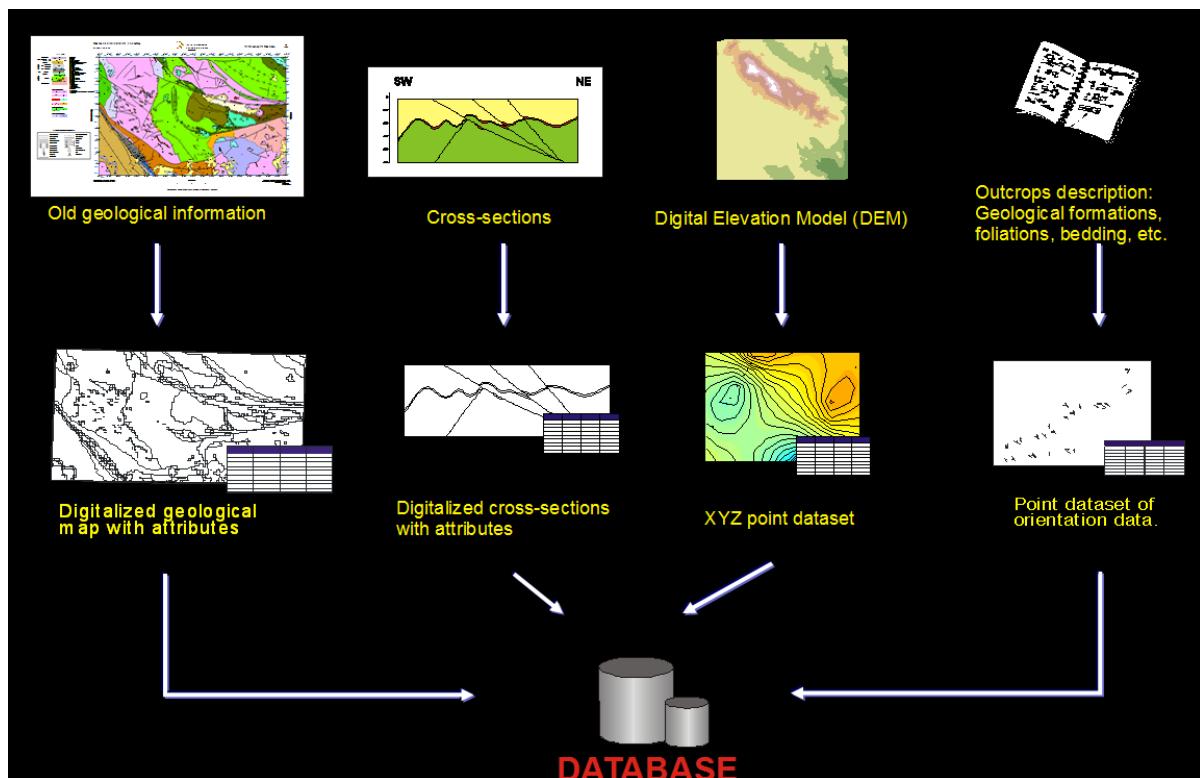 SW
NE
Old geological information
Cross-sections
Digital Elevation Model (DEM)
Outcrops description:
Geological formations,
foliations, bedding, etc.
Digitalized geological
map with attributes
Digitalized cross-sections
with attributes
XYZ point dataset
Point dataset of
orientation data.
DATABASE